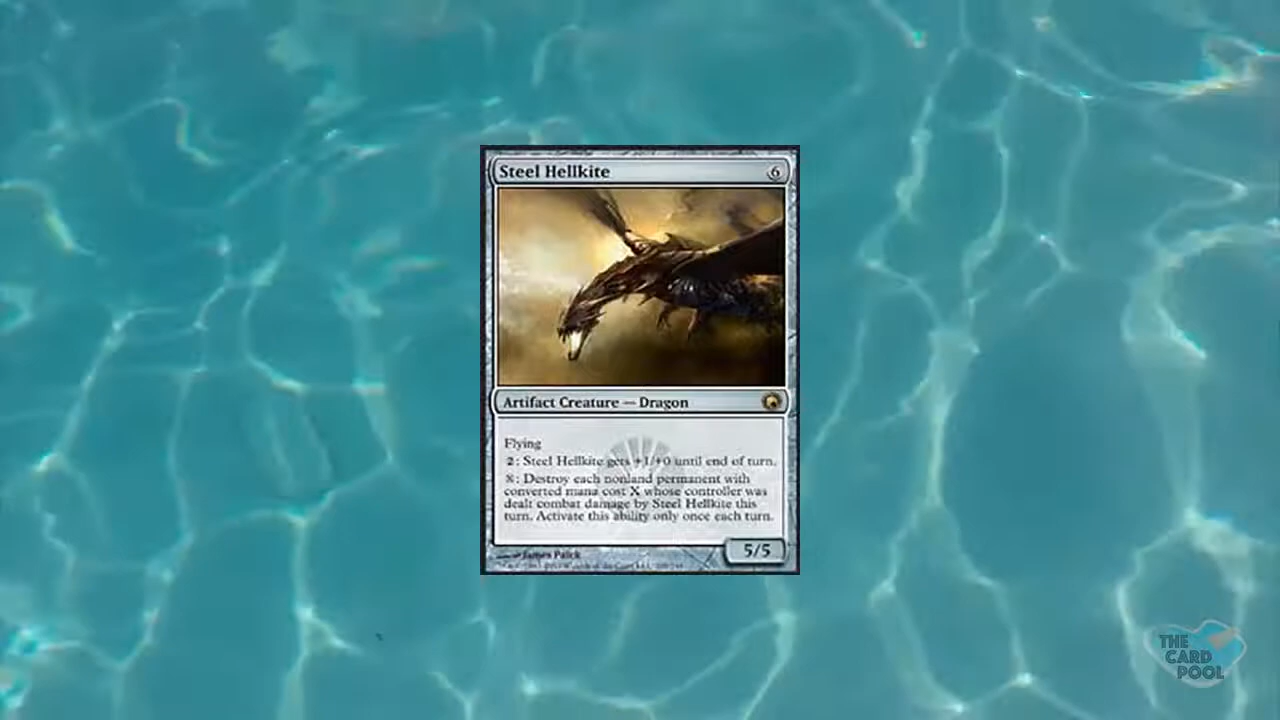 Steel Hellkite 6
Artifact Creature — Dragon
Flying
2: Steel Hellkite gets +1/+0 until end of turn.
X: Destroy each nonland permanent with
converted mana cost X whose controller was
dealt combat damage by Steel Hellkite this
turn. Activate this ability only once each turn.
5/5
James Paick
THE
CARD
POOL